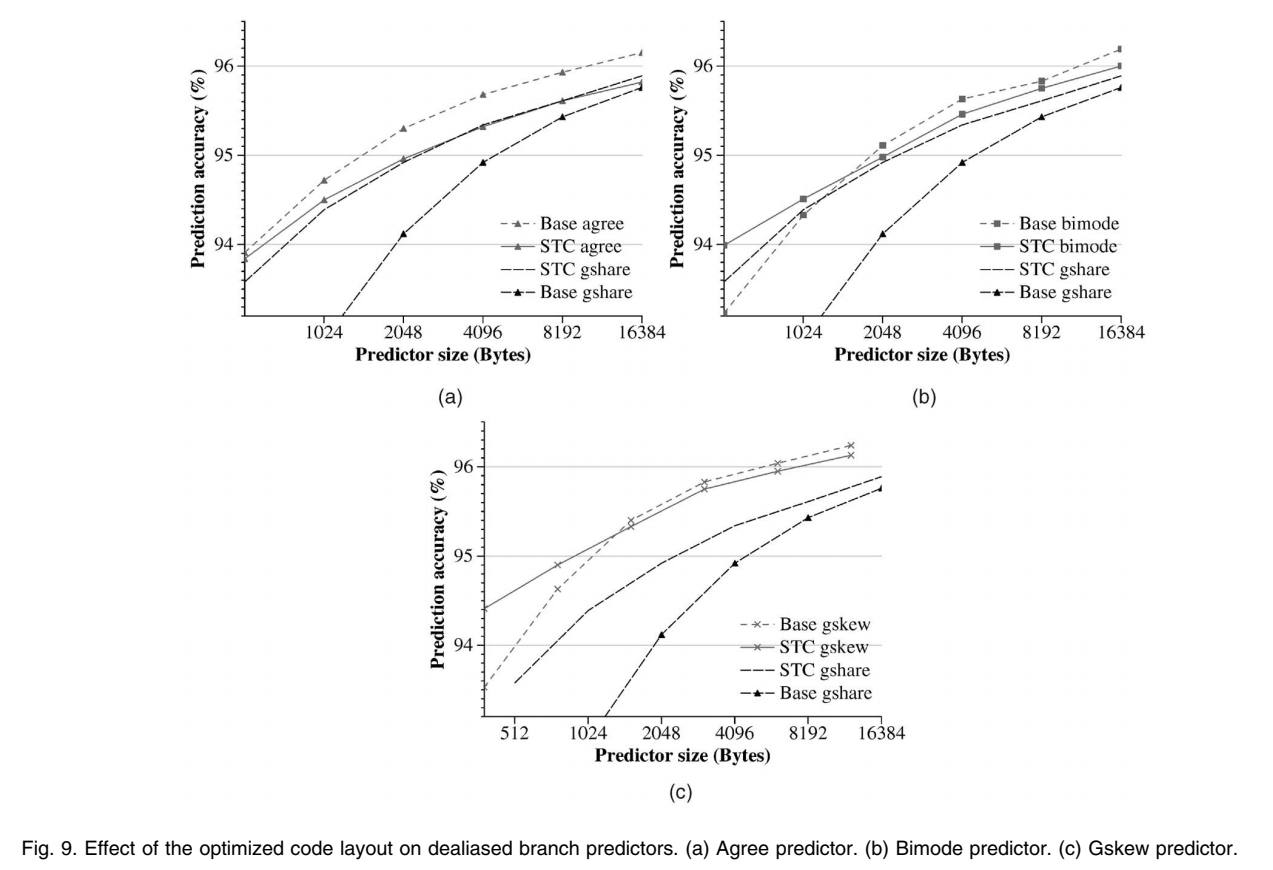 Prediction accuracy (%)
96
95
94
Base agree
STC agree
STC gshare
Base gshare
1024 2048 4096 8192 16384
Predictor size (Bytes)
(a)
Prediction accuracy (%)
96
95
94
Base bimode
STC bimode
STC gshare
Base gshare
1024 2048 4096 8192 16384
Predictor size (Bytes)
(b)
Prediction accuracy (%)
96
95
94
Base gskew
STC gskew
STC gshare
Base gshare
512 1024 2048 4096 8192 16384
Predictor size (Bytes)
(c)
Fig. 9. Effect of the optimized code layout on dealiased branch predictors. (a) Agree predictor. (b) Bimode predictor. (c) Gskew predictor.